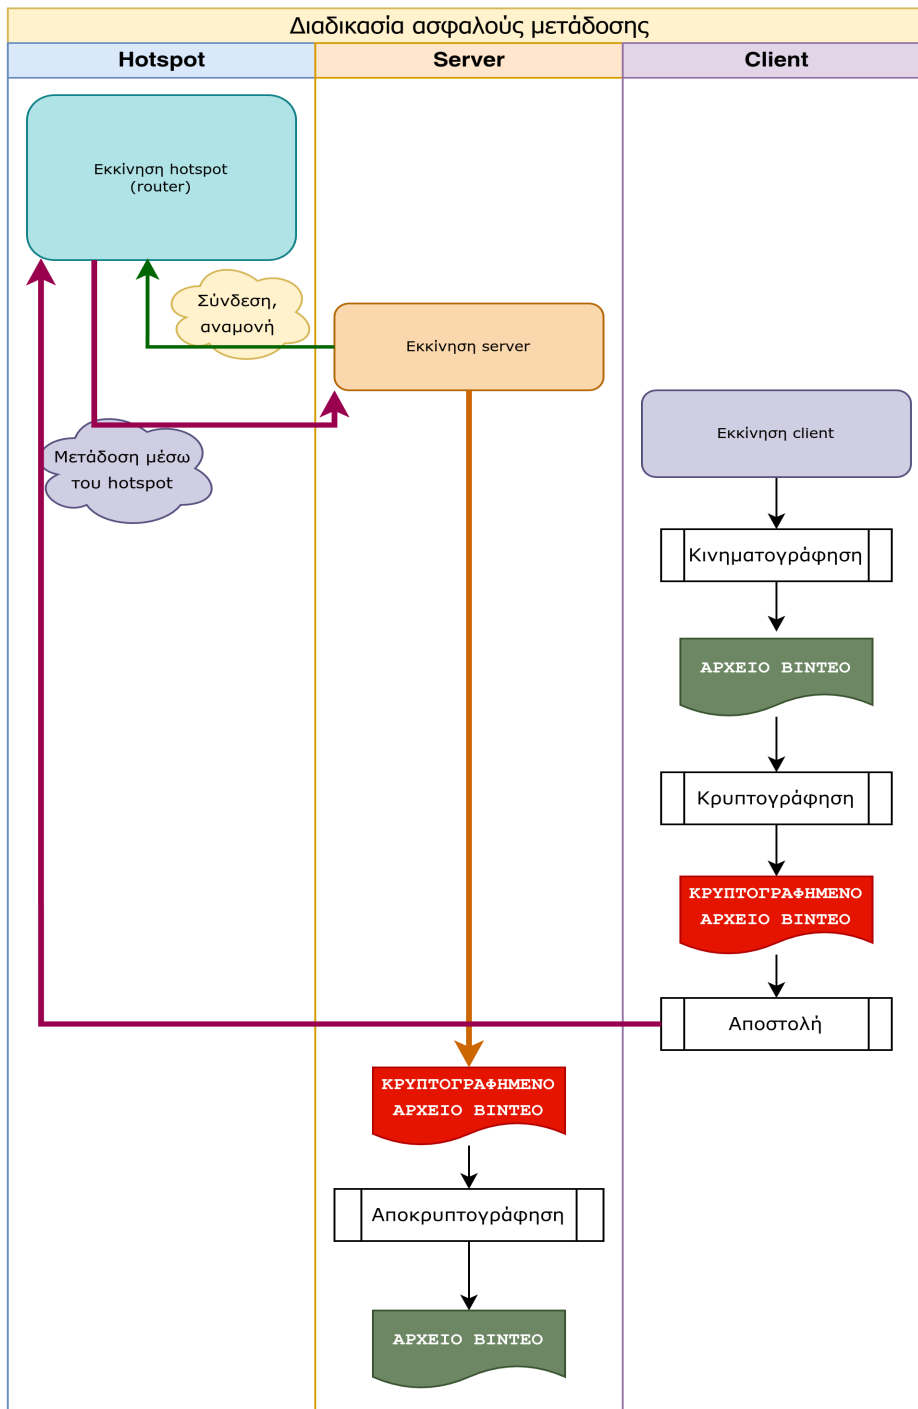 Διαδικασία ασφαλούς μετάδοσης
Hotspot
Server
Client
Εκκίνηση hotspot
(router)
Σύνδεση,
αναμονή
Εκκίνηση server
Εκκίνηση client
Μετάδοση μέσω
του hotspot
Κινηματογράφηση
ΑΡΧΕΙΟ ΒΙΝΤΕΟ
Κρυπτογράφηση
ΚΡΥΠΤΟΓΡΑΦΗΜΕΝΟ
ΑΡΧΕΙΟ ΒΙΝΤΕΟ
Αποστολή
ΚΡΥΠΤΟΓΡΑΦΗΜΕΝΟ
ΑΡΧΕΙΟ ΒΙΝΤΕΟ
Αποκρυπτογράφηση
ΑΡΧΕΙΟ ΒΙΝΤΕΟ